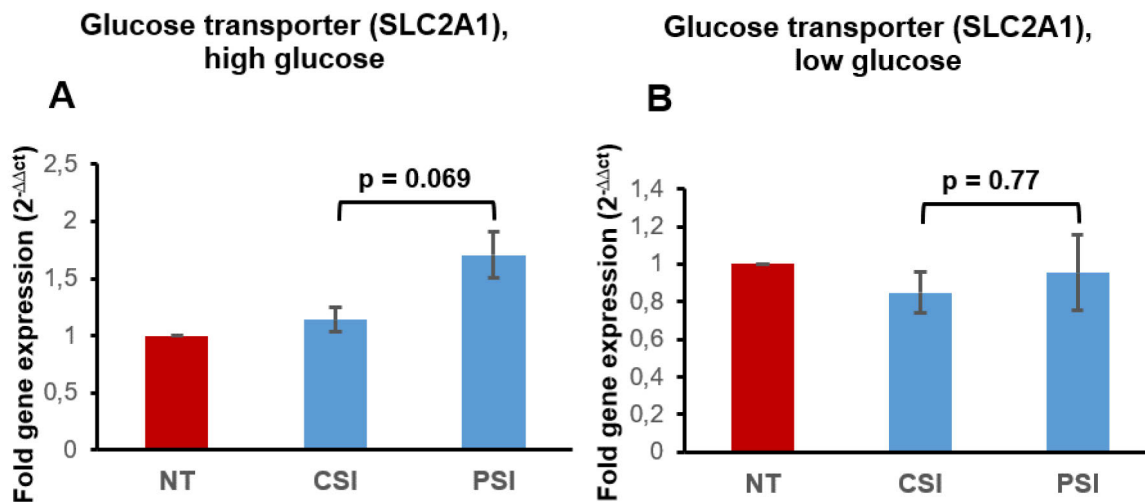 Glucose transporter (SLC2A1),
high glucose
A
Fold gene expression (2-ΔΔct)
2,5
2
1,5
1
0,5
0
p = 0.069
NT CSI PSI
Glucose transporter (SLC2A1),
low glucose
B
Fold gene expression (2-ΔΔct)
1,4
1,2
1
0,8
0,6
0,4
0,2
0
p = 0.77
NT CSI PSI